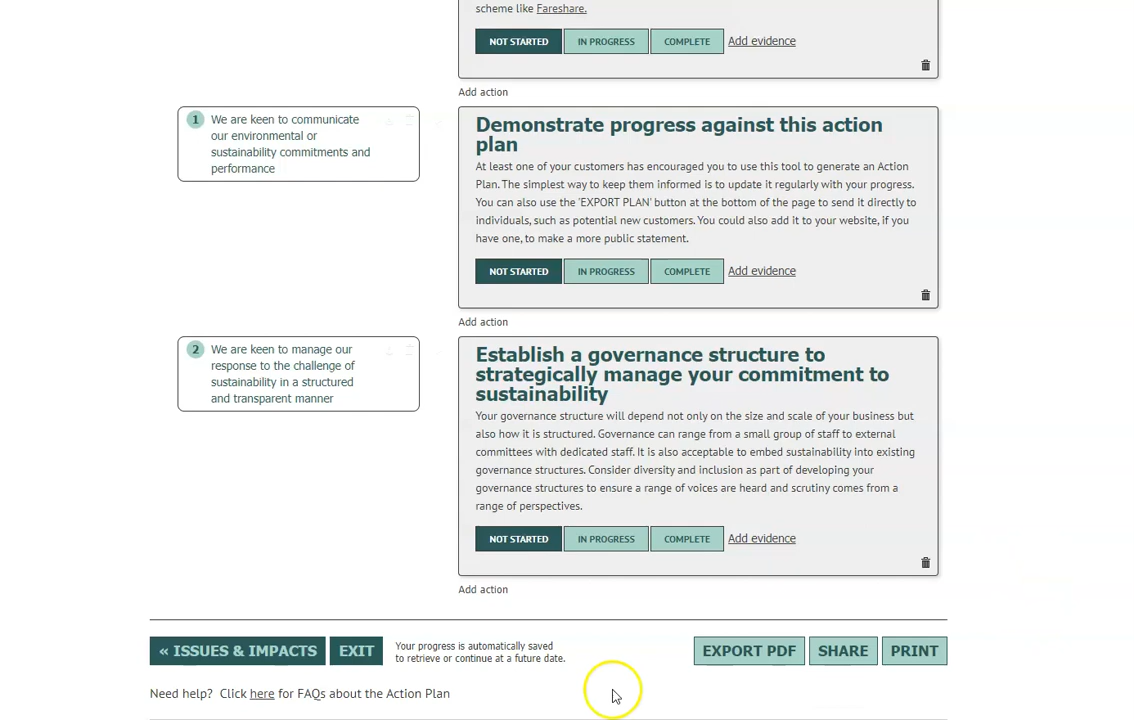 scheme like Fareshare.
NOT STARTED IN PROGRESS COMPLETE Add evidence
Add action
1 We are keen to communicate
our environmental or
sustainability commitments and
performance
Demonstrate progress against this action
plan
At least one of your customers has encouraged you to use this tool to generate an Action
Plan. The simplest way to keep them informed is to update it regularly with your progress.
You can also use the 'EXPORT PLAN' button at the bottom of the page to send it directly to
individuals, such as potential new customers. You could also add it to your website, if you
have one, to make a more public statement.
NOT STARTED IN PROGRESS COMPLETE Add evidence
Add action
2 We are keen to manage our
response to the challenge of
sustainability in a structured
and transparent manner
Establish a governance structure to
strategically manage your commitment to
sustainability
Your governance structure will depend not only on the size and scale of your business but
also how it is structured. Governance can range from a small group of staff to external
committees with dedicated staff. It is also acceptable to embed sustainability into existing
governance structures. Consider diversity and inclusion as part of developing your
governance structures to ensure a range of voices are heard and scrutiny comes from a
range of perspectives.
NOT STARTED IN PROGRESS COMPLETE Add evidence
Add action
« ISSUES & IMPACTS EXIT
Your progress is automatically saved
to retrieve or continue at a future date.
EXPORT PDF SHARE PRINT
Need help? Click here for FAQs about the Action Plan